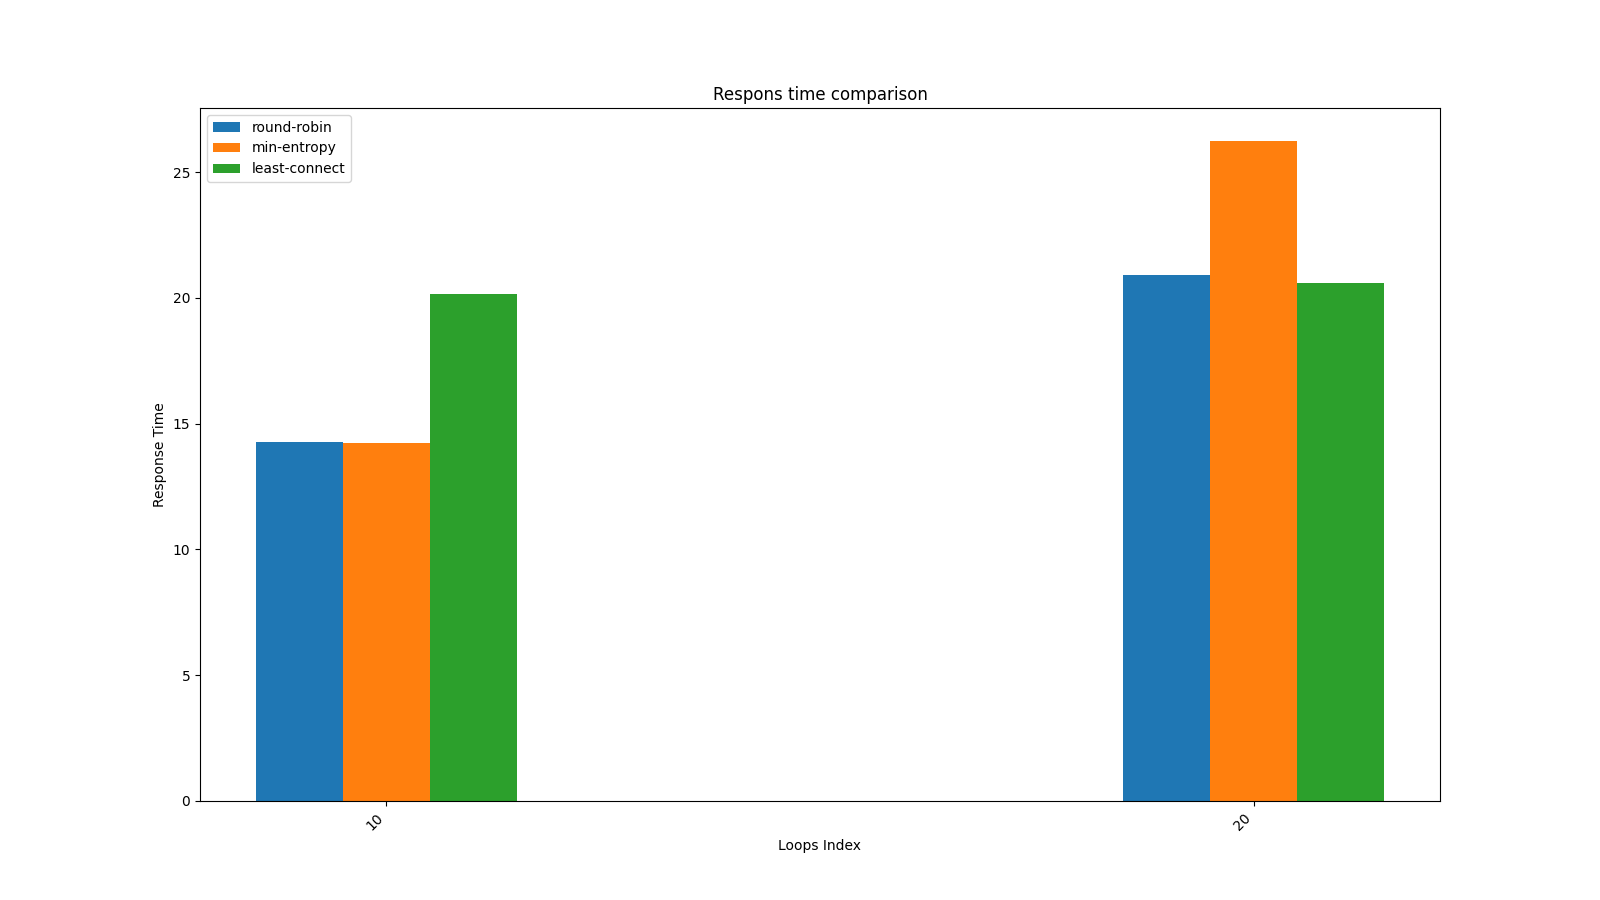 Respons time comparison
round-robin
min-entropy
least-connect
25
20
15
10
5
0
Response Time
10
20
Loops Index